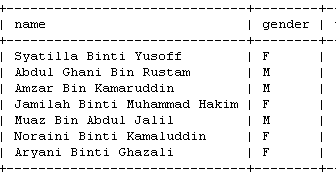 name gender
Syatilla Binti Yusoff F
Abdul Ghani Bin Rustam M
Amzar Bin Kamaruddin M
Jamilah Binti Muhammad Hakim F
Muaz Bin Abdul Jalil M
Noraini Binti Kamaluddin F
Aryani Binti Ghazali F